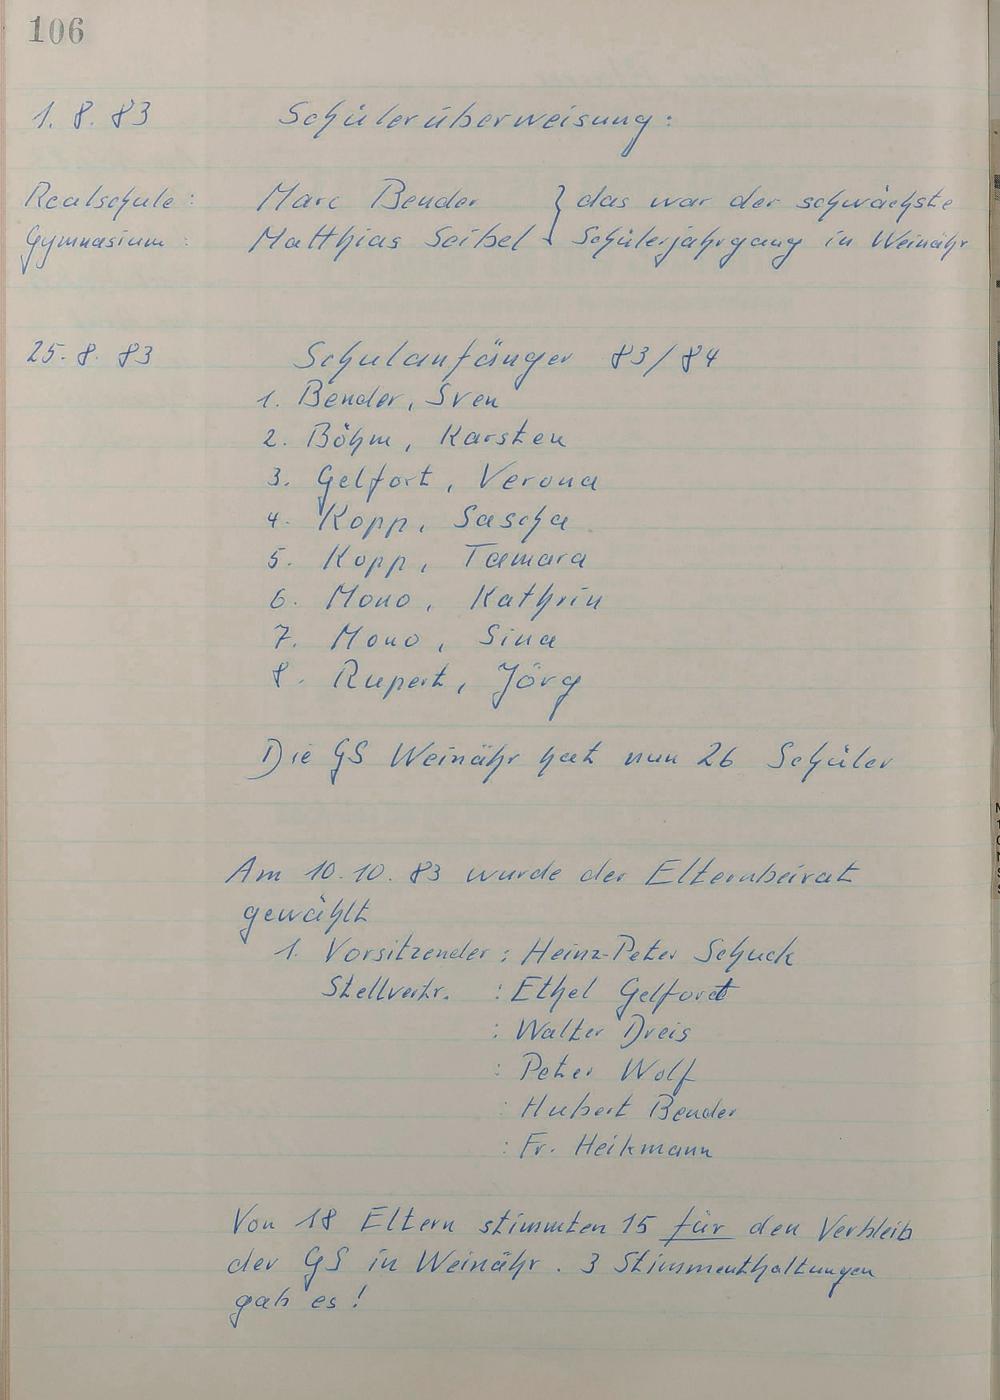 106
1. 8. 83 Schülerüberweisung:
Realschule: Marc Bender } das war der schwächste
Gymnasium: Matthias Seibel } Schülerjahrgang in Weinähr
25. 8. 83 Schulanfänger 83/84
1. Bender, Sven
2. Böhm, Karsten
3. Gelfort, Verona
4. Kopp, Sascha
5. Kopp, Tamara
6. Mono, Kathrin
7. Mono, Sina
8. Rupert, Jörg
Die GS Weinähr hat nun 26 Schüler
Am 10.10.83 wurde der Elternbeirat
gewählt
1. Vorsitzender: Heinz-Peter Schuck
Stellvertr. : Ethel Gelfort
: Walter Dreis
: Peter Wolf
: Hubert Bender
: Fr. Heikmann
Von 18 Eltern stimmten 15 für den Verbleib
der GS in Weinähr. 3 Stimmenthaltungen
gab es!